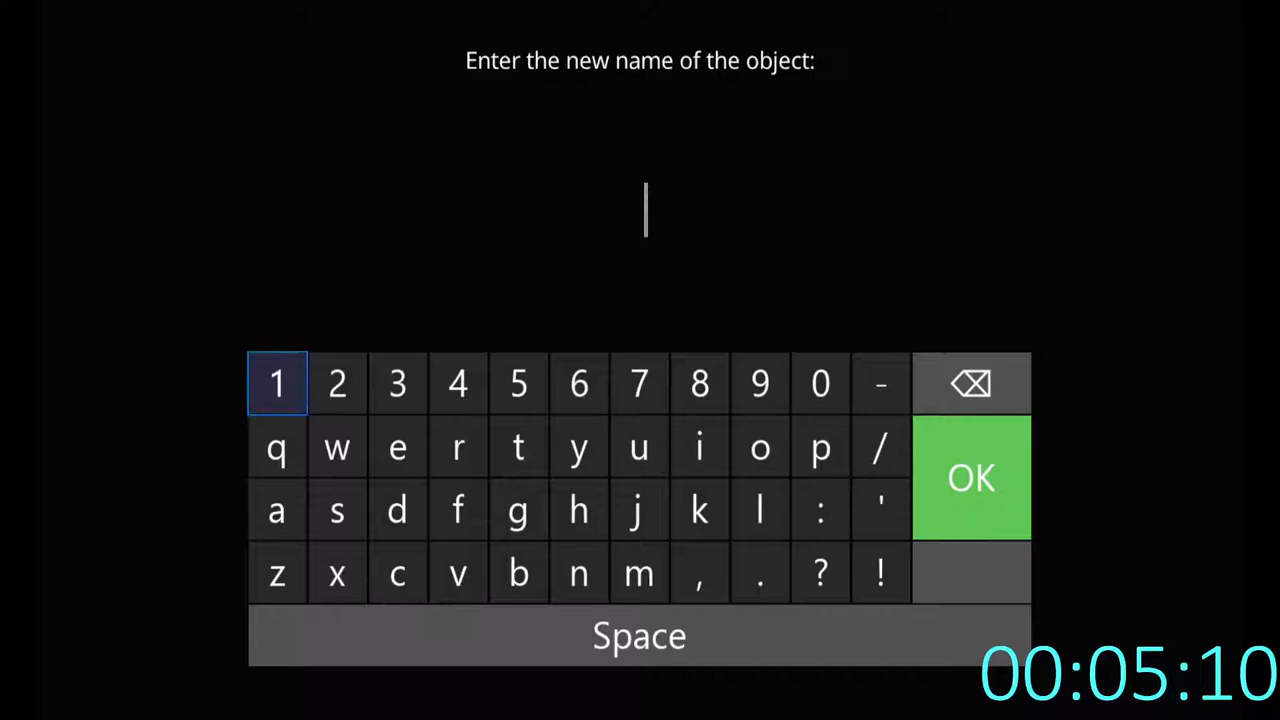 Enter the new name of the object:
1 2 3 4 5 6 7 8 9 0 -
q w e r t y u i o p /
OK
a s d f g h j k l : '
z x c v b n m , . ? !
Space
00:05:10